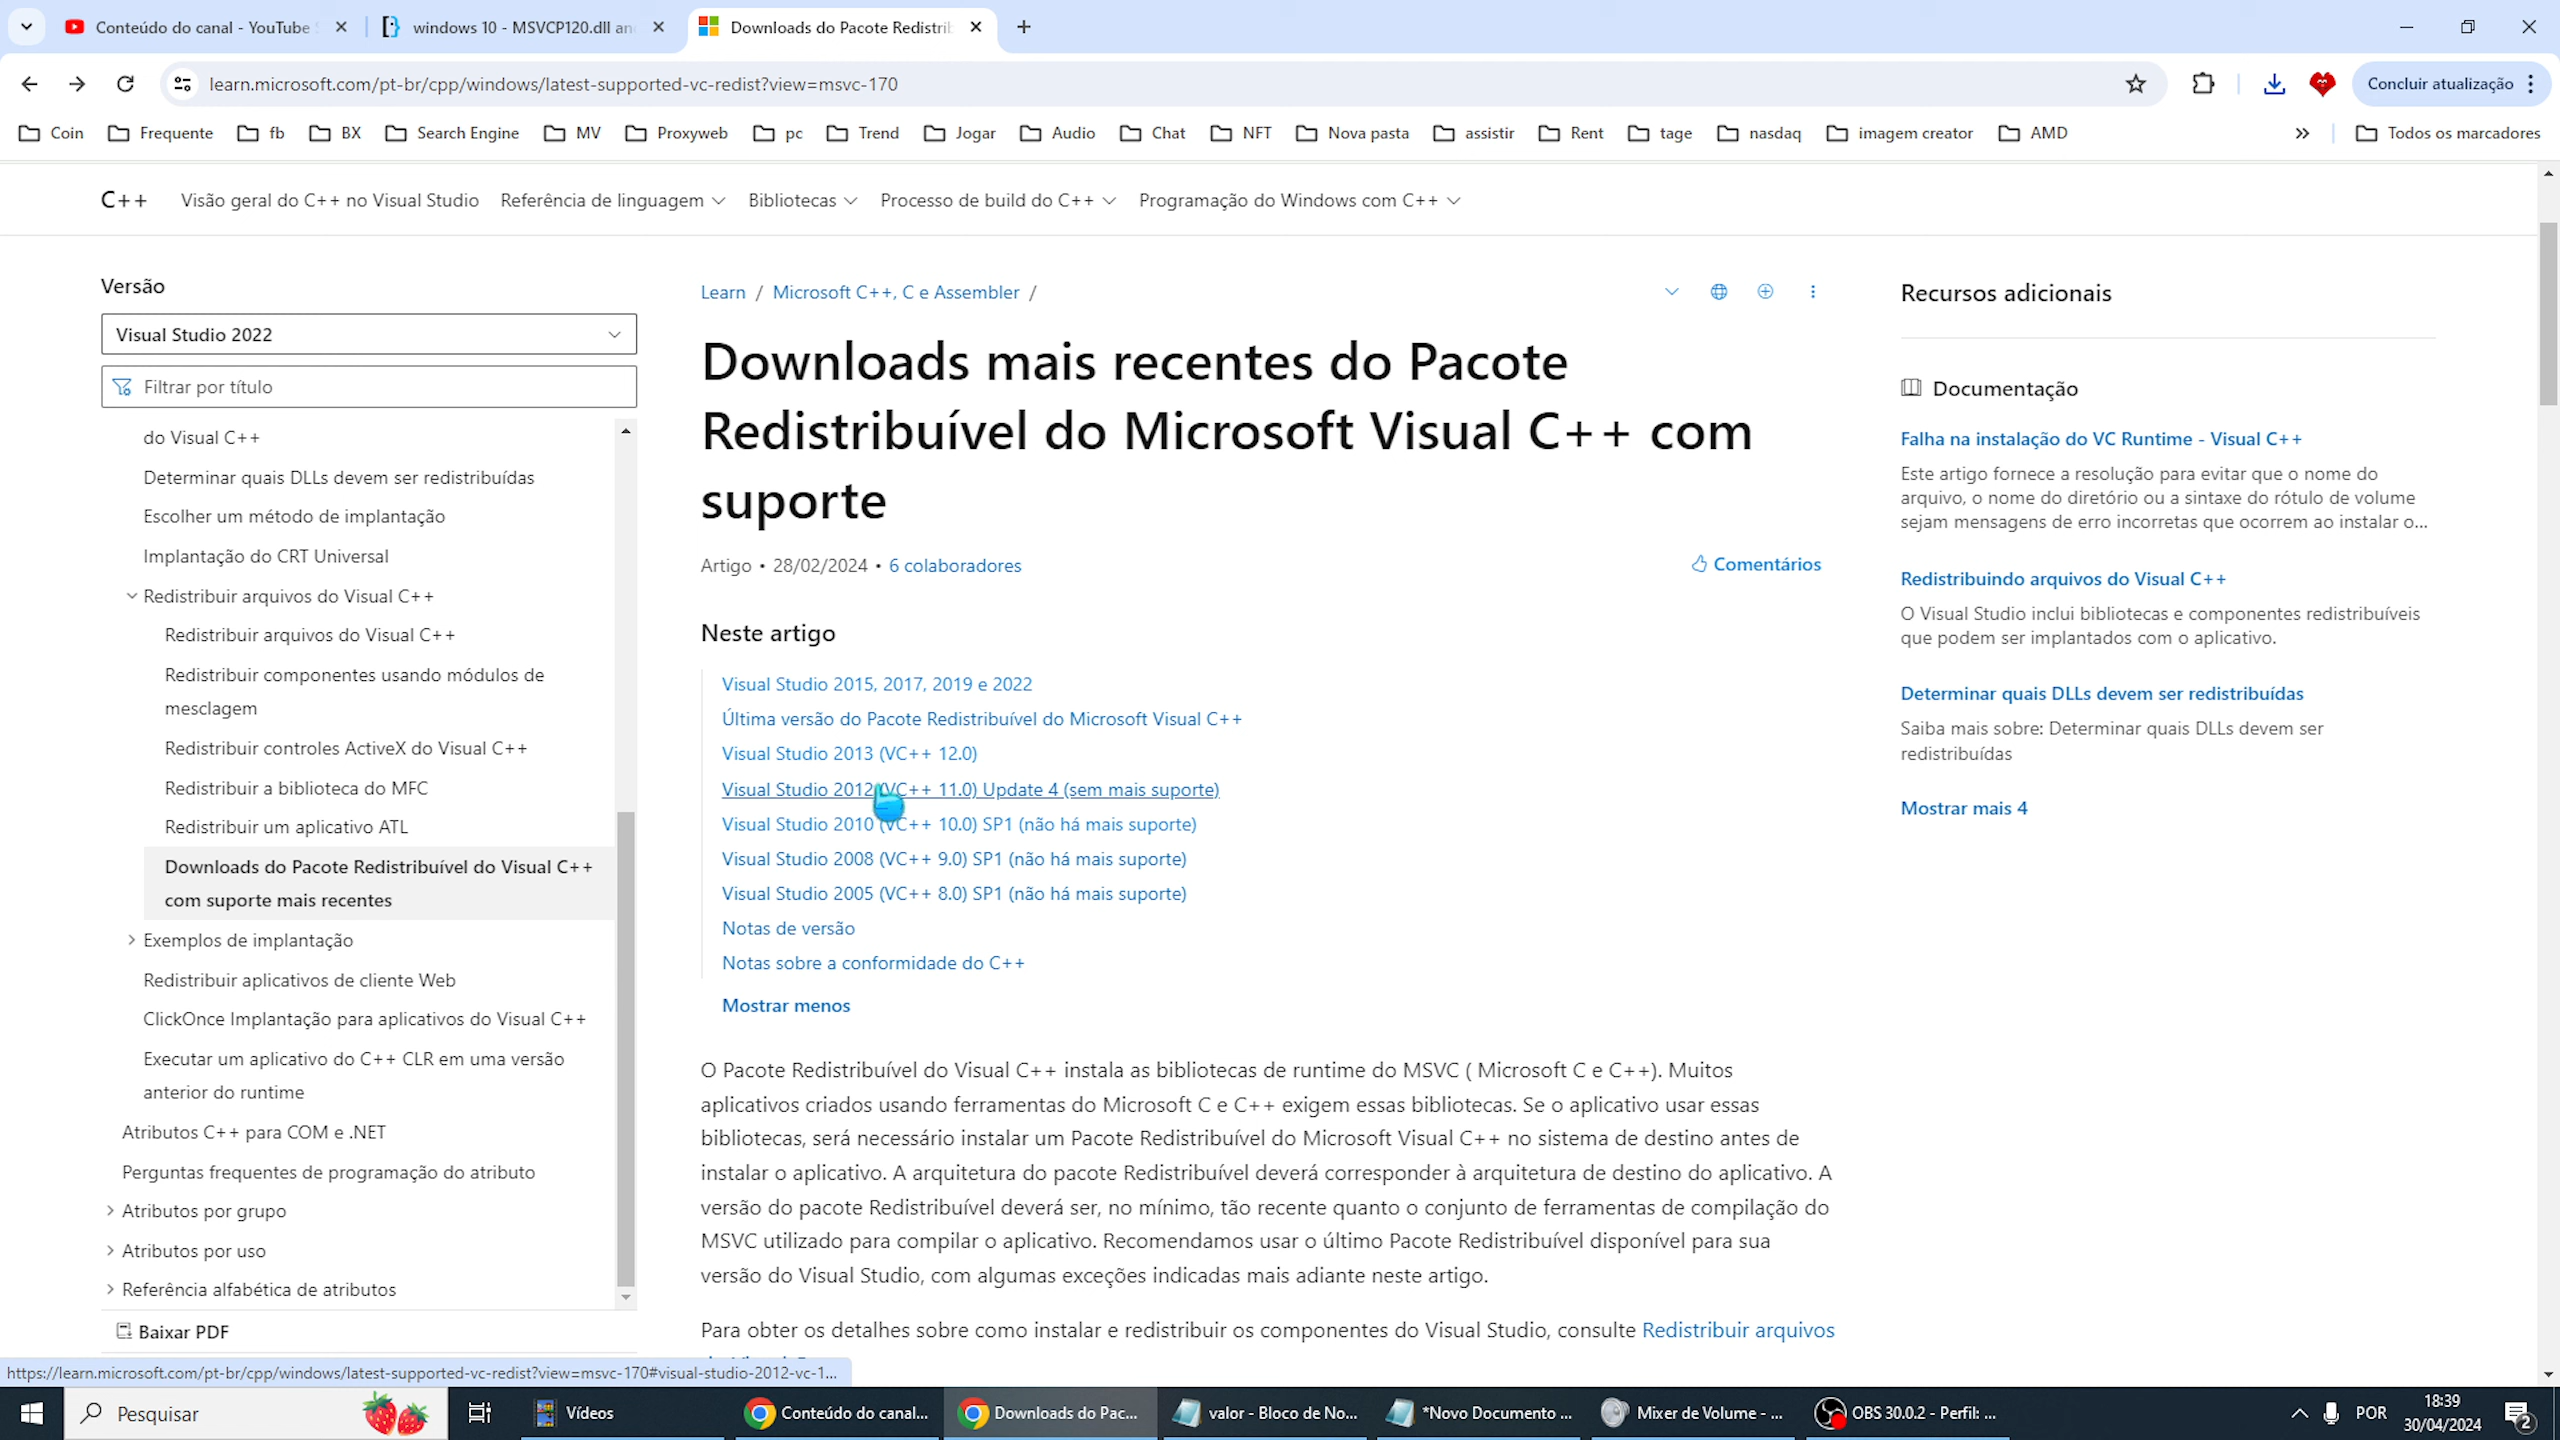 Conteúdo do canal - YouTube
windows 10 - MSVCP120.dll an
Downloads do Pacote Redistrib
learn.microsoft.com/pt-br/cpp/windows/latest-supported-vc-redist?view=msvc-170
Concluir atualização
Coin
Frequente
fb
BX
Search Engine
MV
Proxyweb
pc
Trend
Jogar
Audio
Chat
NFT
Nova pasta
assistir
Rent
tage
nasdaq
imagem creator
AMD
»
Todos os marcadores
C++
Visão geral do C++ no Visual Studio
Referência de linguagem
Bibliotecas
Processo de build do C++
Programação do Windows com C++
Versão
Visual Studio 2022
Filtrar por título
do Visual C++
Determinar quais DLLs devem ser redistribuídas
Escolher um método de implantação
Implantação do CRT Universal
Redistribuir arquivos do Visual C++
Redistribuir arquivos do Visual C++
Redistribuir componentes usando módulos de
mesclagem
Redistribuir controles ActiveX do Visual C++
Redistribuir a biblioteca do MFC
Redistribuir um aplicativo ATL
Downloads do Pacote Redistribuível do Visual C++
com suporte mais recentes
Exemplos de implantação
Redistribuir aplicativos de cliente Web
ClickOnce Implantação para aplicativos do Visual C++
Executar um aplicativo do C++ CLR em uma versão
anterior do runtime
Atributos C++ para COM e .NET
Perguntas frequentes de programação do atributo
Atributos por grupo
Atributos por uso
Referência alfabética de atributos
Baixar PDF
Learn / Microsoft C++, C e Assembler /
Downloads mais recentes do Pacote
Redistribuível do Microsoft Visual C++ com
suporte
Artigo • 28/02/2024 • 6 colaboradores
Comentários
Neste artigo
Visual Studio 2015, 2017, 2019 e 2022
Última versão do Pacote Redistribuível do Microsoft Visual C++
Visual Studio 2013 (VC++ 12.0)
Visual Studio 2012 (VC++ 11.0) Update 4 (sem mais suporte)
Visual Studio 2010 (VC++ 10.0) SP1 (não há mais suporte)
Visual Studio 2008 (VC++ 9.0) SP1 (não há mais suporte)
Visual Studio 2005 (VC++ 8.0) SP1 (não há mais suporte)
Notas de versão
Notas sobre a conformidade do C++
Mostrar menos
O Pacote Redistribuível do Visual C++ instala as bibliotecas de runtime do MSVC ( Microsoft C e C++). Muitos
aplicativos criados usando ferramentas do Microsoft C e C++ exigem essas bibliotecas. Se o aplicativo usar essas
bibliotecas, será necessário instalar um Pacote Redistribuível do Microsoft Visual C++ no sistema de destino antes de
instalar o aplicativo. A arquitetura do pacote Redistribuível deverá corresponder à arquitetura de destino do aplicativo. A
versão do pacote Redistribuível deverá ser, no mínimo, tão recente quanto o conjunto de ferramentas de compilação do
MSVC utilizado para compilar o aplicativo. Recomendamos usar o último Pacote Redistribuível disponível para sua
versão do Visual Studio, com algumas exceções indicadas mais adiante neste artigo.
Para obter os detalhes sobre como instalar e redistribuir os componentes do Visual Studio, consulte Redistribuir arquivos
Recursos adicionais
Documentação
Falha na instalação do VC Runtime - Visual C++
Este artigo fornece a resolução para evitar que o nome do
arquivo, o nome do diretório ou a sintaxe do rótulo de volume
sejam mensagens de erro incorretas que ocorrem ao instalar o...
Redistribuindo arquivos do Visual C++
O Visual Studio inclui bibliotecas e componentes redistribuíveis
que podem ser implantados com o aplicativo.
Determinar quais DLLs devem ser redistribuídas
Saiba mais sobre: Determinar quais DLLs devem ser
redistribuídas
Mostrar mais 4
https://learn.microsoft.com/pt-br/cpp/windows/latest-supported-vc-redist?view=msvc-170#visual-studio-2012-vc-1...
Pesquisar
Vídeos
Conteúdo do canal...
Downloads do Pac...
valor - Bloco de No...
*Novo Documento ...
Mixer de Volume - ...
OBS 30.0.2 - Perfil: ...
POR
18:39
30/04/2024
2